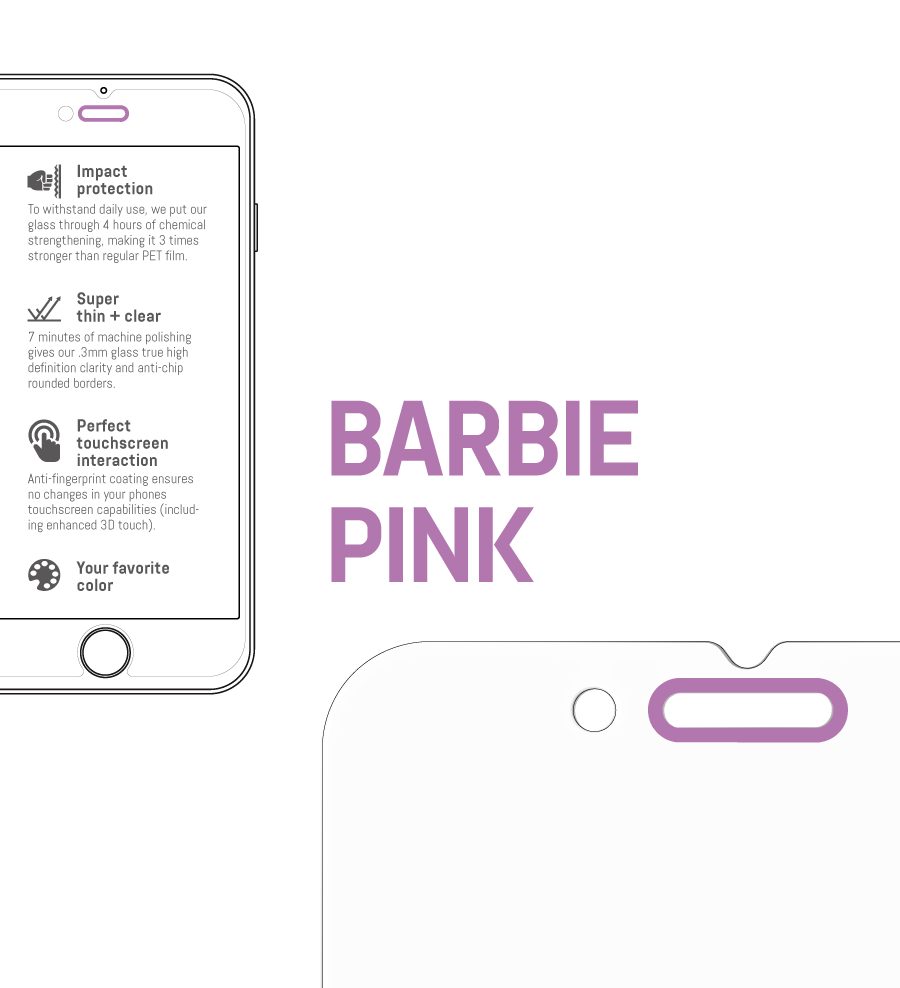 Impact
protection
To withstand daily use, we put our
glass through 4 hours of chemical
strengthening, making it 3 times
stronger than regular PET film.
Super
thin + clear
7 minutes of machine polishing
gives our .3mm glass true high
definition clarity and anti-chip
rounded borders.
Perfect
touchscreen
interaction
Anti-fingerprint coating ensures
no changes in your phones
touchscreen capabilities (includ-
ing enhanced 3D touch).
Your favorite
color
BARBIE
PINK